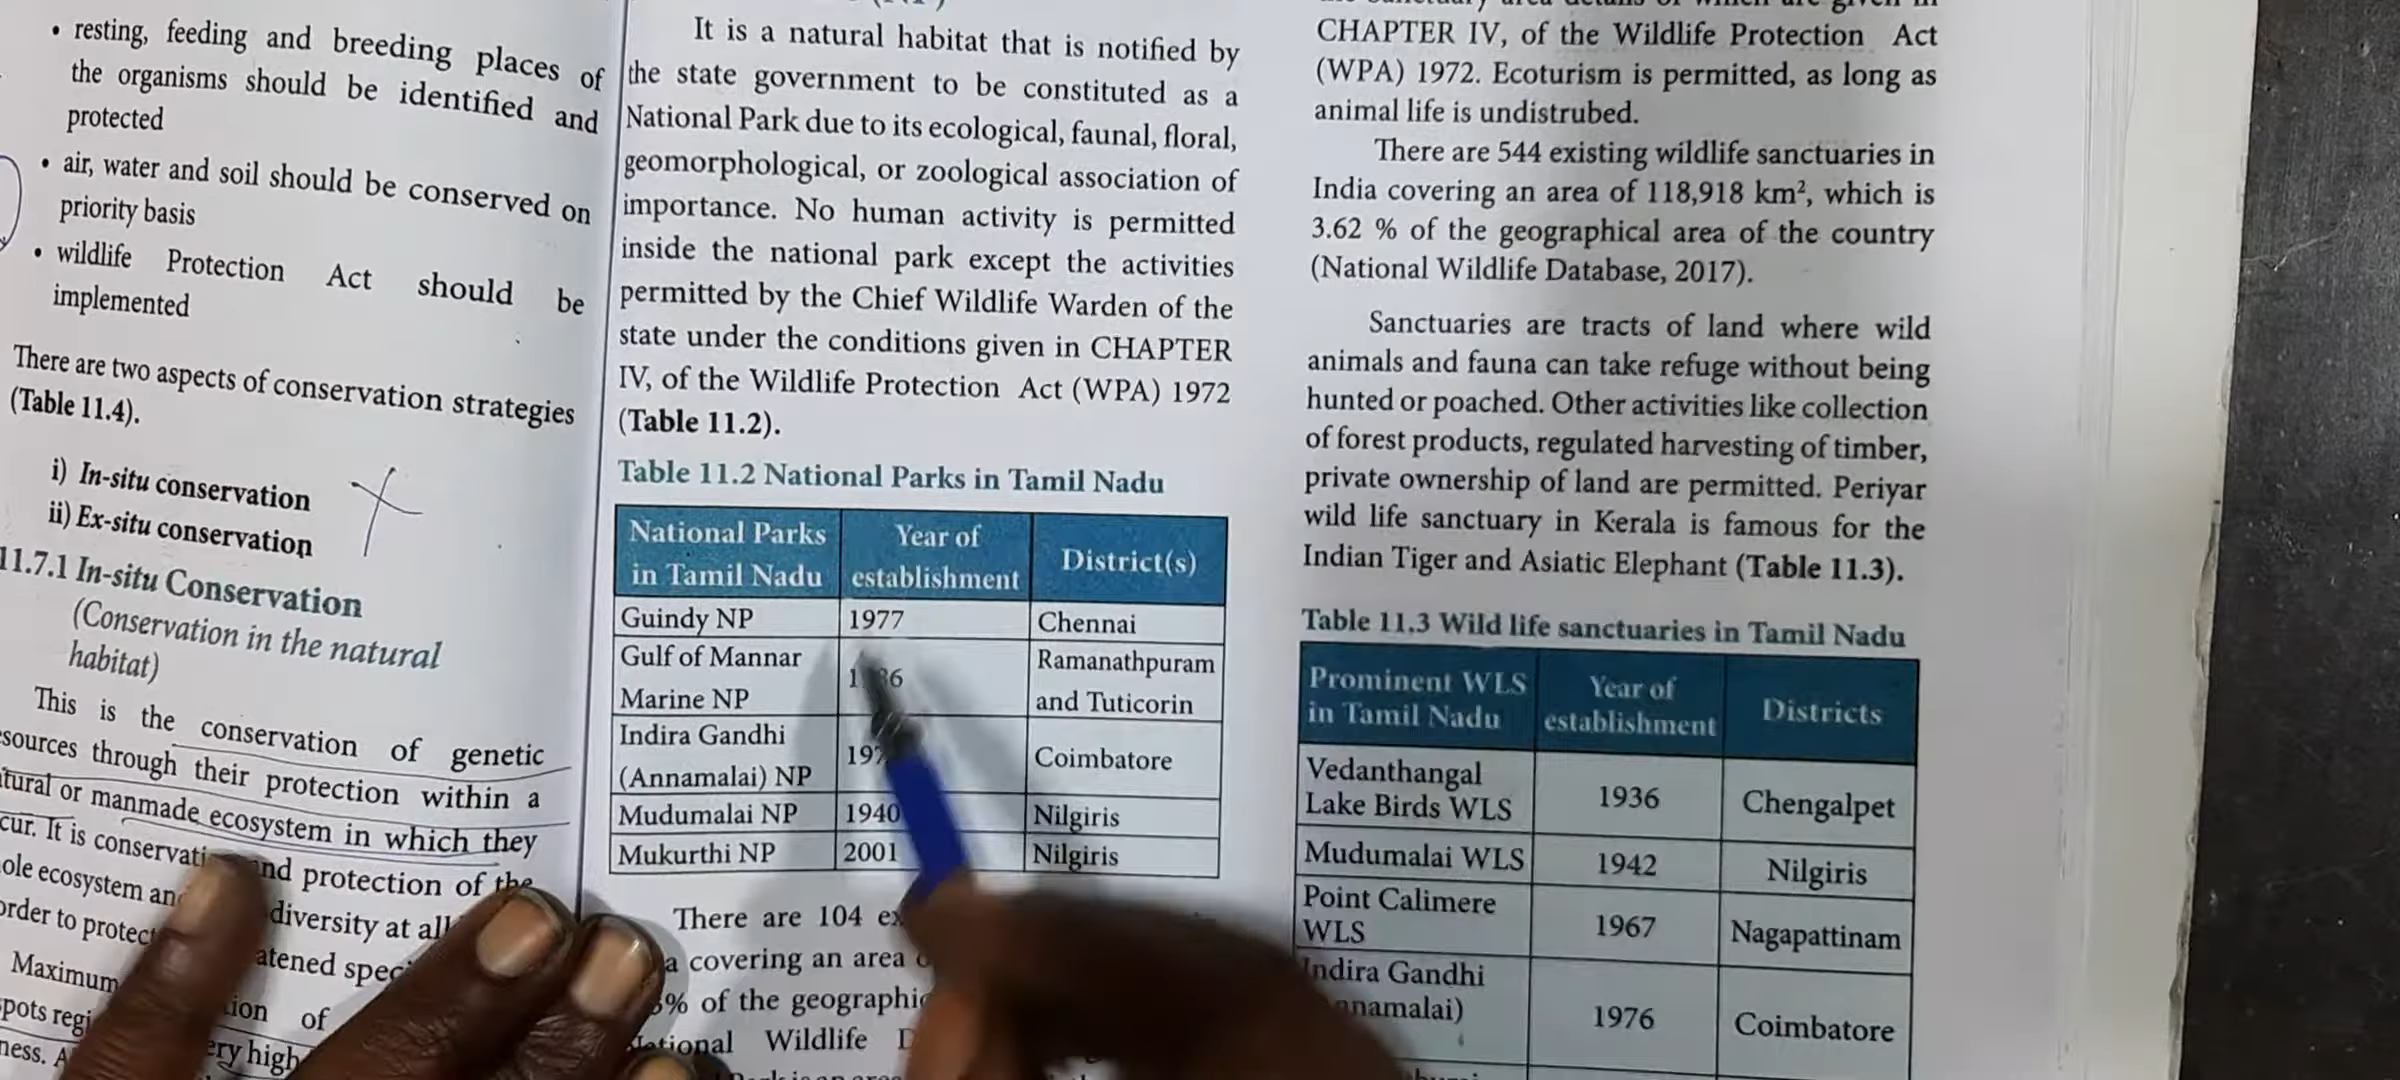 • resting, feeding and breeding places of
the organisms should be identified and
protected
• air, water and soil should be conserved on
priority basis
• wildlife Protection Act should be
implemented
There are two aspects of conservation strategies
(Table 11.4).
i) In-situ conservation
ii) Ex-situ conservation
11.7.1 In-situ Conservation
(Conservation in the natural
habitat)
This is the conservation of genetic
sources through their protection within a
or manmade ecosystem in which they
It is and protection of the
ecosystem diversity at all
order to protect
Maximum of
high
It is a natural habitat that is notified by
the state government to be constituted as a
National Park due to its ecological, faunal, floral,
geomorphological, or zoological association of
importance. No human activity is permitted
inside the national park except the activities
permitted by the Chief Wildlife Warden of the
state under the conditions given in CHAPTER
IV, of the Wildlife Protection Act (WPA) 1972
(Table 11.2).
Table 11.2 National Parks in Tamil Nadu
National Parks in Tamil Nadu Year of establishment District(s)
Guindy NP 1977 Chennai
Gulf of Mannar Marine NP Ramanathpuram and Tuticorin
Indira Gandhi (Annamalai) NP Coimbatore
Mudumalai NP 1940 Nilgiris
Mukurthi NP 2001 Nilgiris
There are 104
covering an area
% of the
Wildlife
CHAPTER IV, of the Wildlife Protection Act
(WPA) 1972. Ecoturism is permitted, as long as
animal life is undistrubed.
There are 544 existing wildlife sanctuaries in
India covering an area of 118,918 km², which is
3.62 % of the geographical area of the country
(National Wildlife Database, 2017).
Sanctuaries are tracts of land where wild
animals and fauna can take refuge without being
hunted or poached. Other activities like collection
of forest products, regulated harvesting of timber,
private ownership of land are permitted. Periyar
wild life sanctuary in Kerala is famous for the
Indian Tiger and Asiatic Elephant (Table 11.3).
Table 11.3 Wild life sanctuaries in Tamil Nadu
Prominent WLS in Tamil Nadu Year of establishment Districts
Vedanthangal Lake Birds WLS 1936 Chengalpet
Mudumalai WLS 1942 Nilgiris
Point Calimere WLS 1967 Nagapattinam
Indira Gandhi 1976 Coimbatore